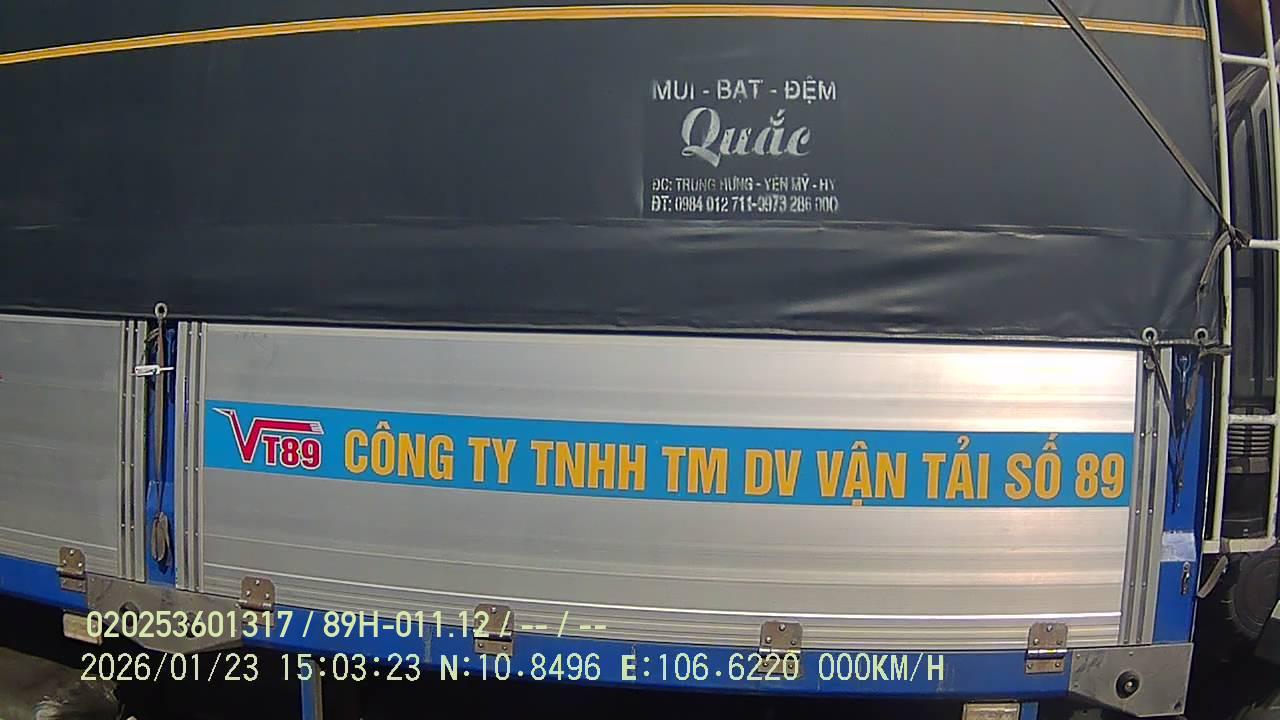 MUI - BẠT - ĐỆM
Quắc
ĐC: TRUNG HƯNG - YÊN MỸ - HY
ĐT: 0984 012 711-0973 286 000
VT89 CÔNG TY TNHH TM DV VẬN TẢI SỐ 89
020253601317 / 89H-011.12 / -- / --
2026/01/23 15:03:23 N:10.8496 E:106.6220 000KM/H